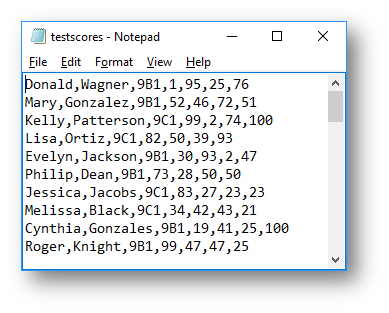 testscores - Notepad
File Edit Format View Help
Donald,Wagner,9B1,1,95,25,76
Mary,Gonzalez,9B1,52,46,72,51
Kelly,Patterson,9C1,99,2,74,100
Lisa,Ortiz,9C1,82,50,39,93
Evelyn,Jackson,9B1,30,93,2,47
Philip,Dean,9B1,73,28,50,50
Jessica,Jacobs,9C1,83,27,23,23
Melissa,Black,9C1,34,42,43,21
Cynthia,Gonzales,9B1,19,41,25,100
Roger,Knight,9B1,99,47,47,25